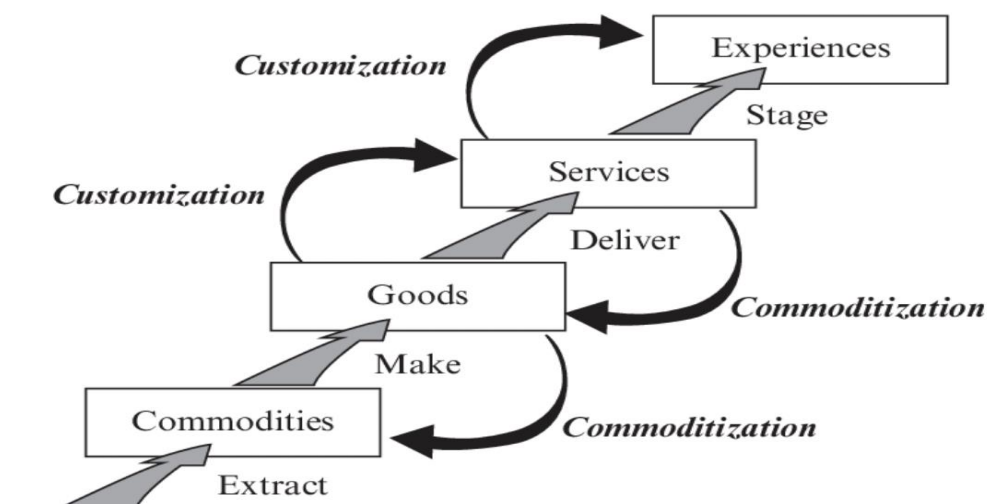 Experiences
Customization
Stage
Services
Customization
Deliver
Goods
Commoditization
Make
Commodities
Commoditization
Extract